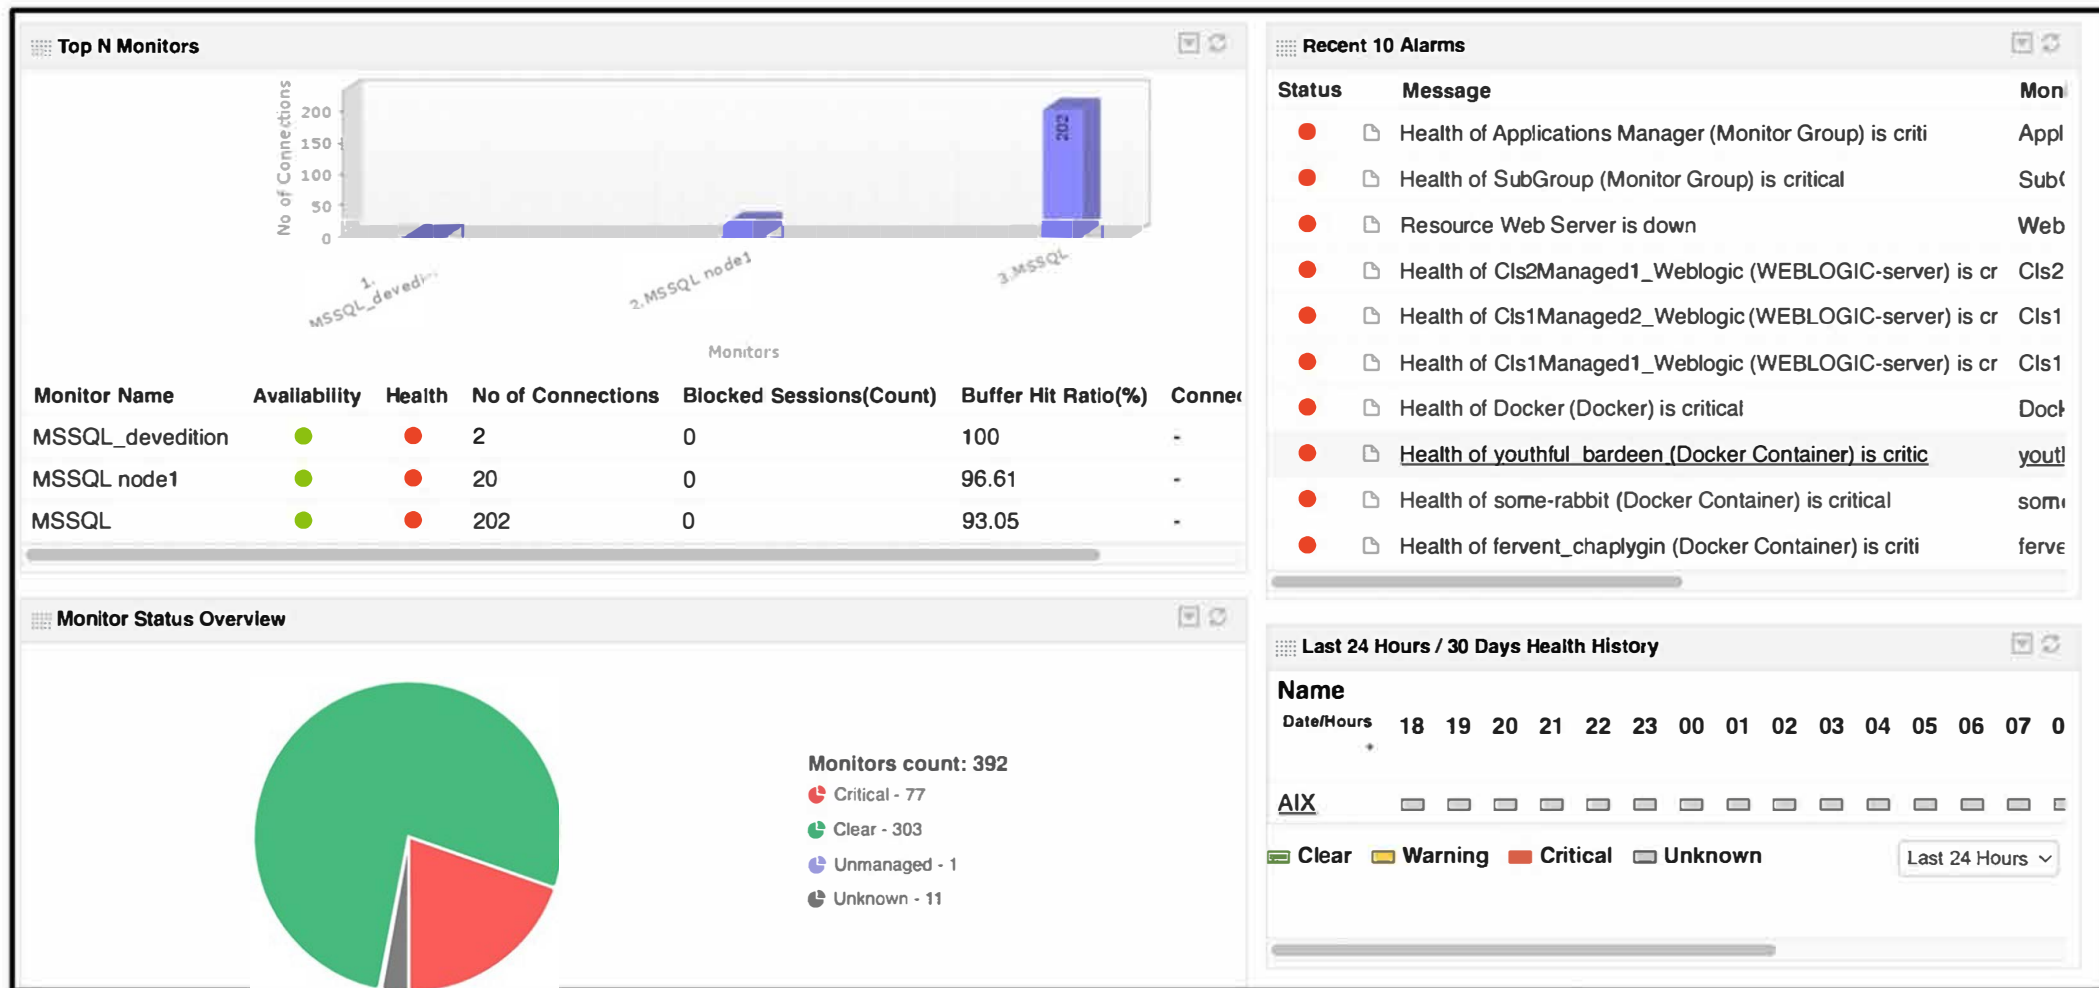 Top N Monitors
No of Connections
200
150
100
50
0
202
1.
MSSQL_devedi
2.MSSQL node1
3.MSSQL
Monitors
Monitor Name Availability Health No of Connections Blocked Sessions(Count) Buffer Hit Ratio(%) Connec
MSSQL_devedition 2 0 100 -
MSSQL node1 20 0 96.61 -
MSSQL 202 0 93.05 -
Recent 10 Alarms
Status Message Mon
Health of Applications Manager (Monitor Group) is criti Appl
Health of SubGroup (Monitor Group) is critical Sub
Resource Web Server is down Web
Health of Cls2Managed1_Weblogic (WEBLOGIC-server) is cr Cls2
Health of Cls1Managed2_Weblogic (WEBLOGIC-server) is cr Cls1
Health of Cls1Managed1_Weblogic (WEBLOGIC-server) is cr Cls1
Health of Docker (Docker) is critical Dock
Health of youthful_bardeen (Docker Container) is critic yout
Health of some-rabbit (Docker Container) is critical some
Health of fervent_chaplygin (Docker Container) is criti ferve
Monitor Status Overview
Monitors count: 392
Critical - 77
Clear - 303
Unmanaged - 1
Unknown - 11
Last 24 Hours / 30 Days Health History
Name
Date/Hours 18 19 20 21 22 23 00 01 02 03 04 05 06 07 0
AIX
Clear Warning Critical Unknown Last 24 Hours